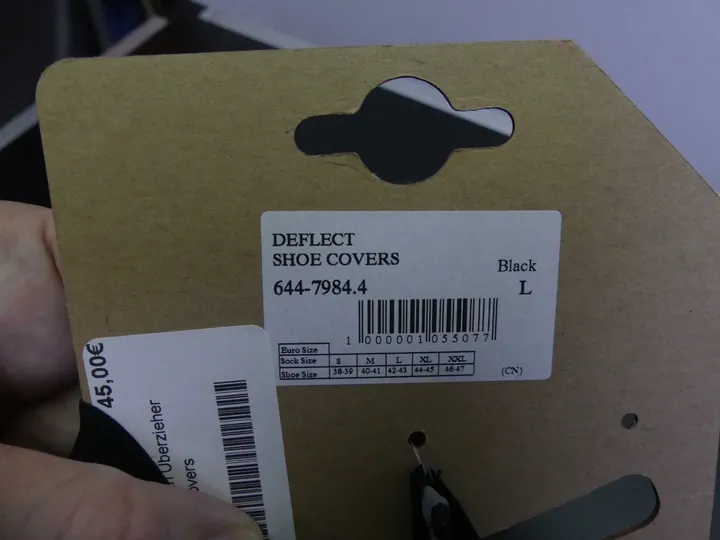 DEFLECT
SHOE COVERS
Black
644-7984.4
L
1 000001 055077
Euro Size
Sock Size S M L XL XXL
Shoe Size 38-39 40-41 42-43 44-45 46-47
(CN)
45,00€
Überzieher
overs